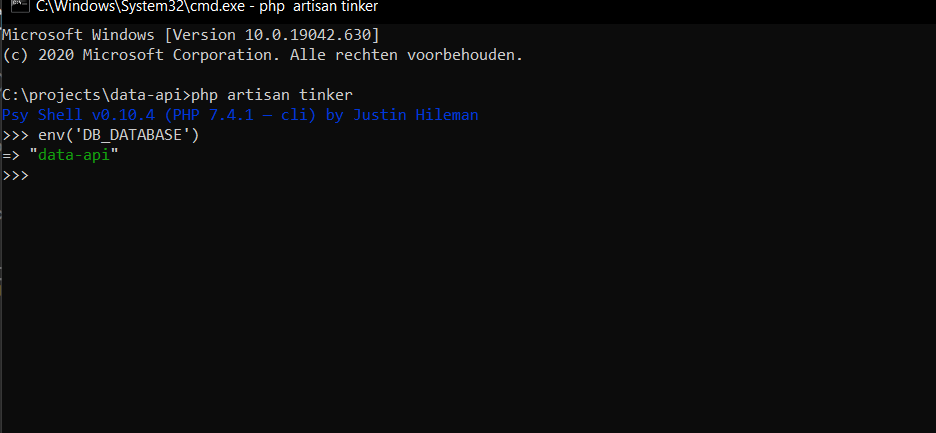 C:\Windows\System32\cmd.exe - php  artisan tinker
Microsoft Windows [Version 10.0.19042.630]
(c) 2020 Microsoft Corporation. Alle rechten voorbehouden.
C:\projects\data-api>php artisan tinker
Psy Shell v0.10.4 (PHP 7.4.1 — cli) by Justin Hileman
>>> env('DB_DATABASE')
=> "data-api"
>>>